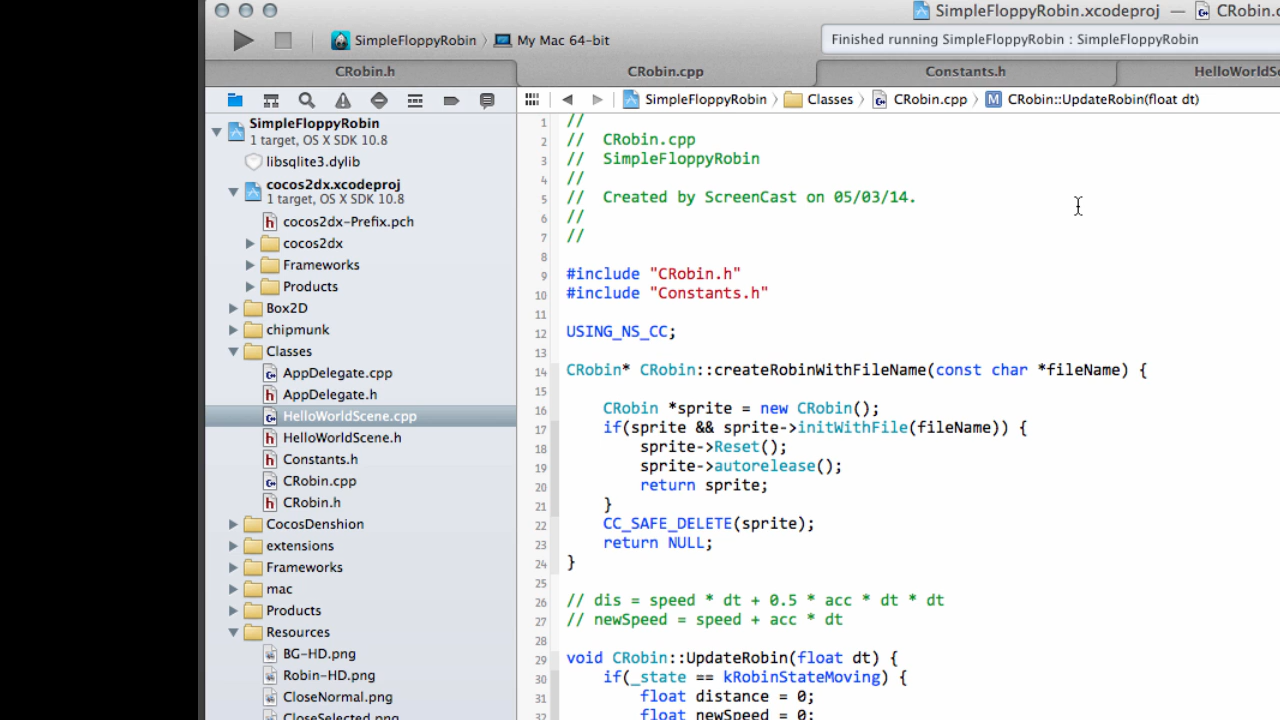 SimpleFloppyRobin.xcodeproj — CRobin.c
SimpleFloppyRobin 〉 My Mac 64-bit
Finished running SimpleFloppyRobin : SimpleFloppyRobin
CRobin.h CRobin.cpp Constants.h HelloWorldSc
SimpleFloppyRobin 〉 Classes 〉 CRobin.cpp 〉 M CRobin::UpdateRobin(float dt)
SimpleFloppyRobin
1 target, OS X SDK 10.8
libsqlite3.dylib
cocos2dx.xcodeproj
1 target, OS X SDK 10.8
cocos2dx-Prefix.pch
cocos2dx
Frameworks
Products
Box2D
chipmunk
Classes
AppDelegate.cpp
AppDelegate.h
HelloWorldScene.cpp
HelloWorldScene.h
Constants.h
CRobin.cpp
CRobin.h
CocosDenshion
extensions
Frameworks
mac
Products
Resources
BG-HD.png
Robin-HD.png
CloseNormal.png
CloseSelected.png
1 //
2 // CRobin.cpp
3 // SimpleFloppyRobin
4 //
5 // Created by ScreenCast on 05/03/14.
6 //
7 //
8
9 #include "CRobin.h"
10 #include "Constants.h"
11
12 USING_NS_CC;
13
14 CRobin* CRobin::createRobinWithFileName(const char *fileName) {
15
16 CRobin *sprite = new CRobin();
17 if(sprite && sprite->initWithFile(fileName)) {
18 sprite->Reset();
19 sprite->autorelease();
20 return sprite;
21 }
22 CC_SAFE_DELETE(sprite);
23 return NULL;
24 }
25
26 // dis = speed * dt + 0.5 * acc * dt * dt
27 // newSpeed = speed + acc * dt
28
29 void CRobin::UpdateRobin(float dt) {
30 if(_state == kRobinStateMoving) {
31 float distance = 0;
32 float newSpeed = 0;